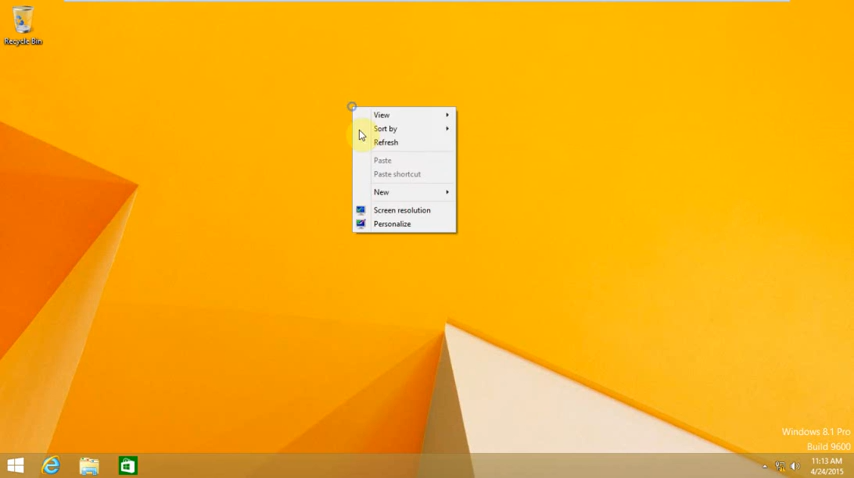 Recycle Bin
View
Sort by
Refresh
Paste
Paste shortcut
New
Screen resolution
Personalize
Windows 8.1 Pro
Build 9600
11:13 AM
4/24/2015